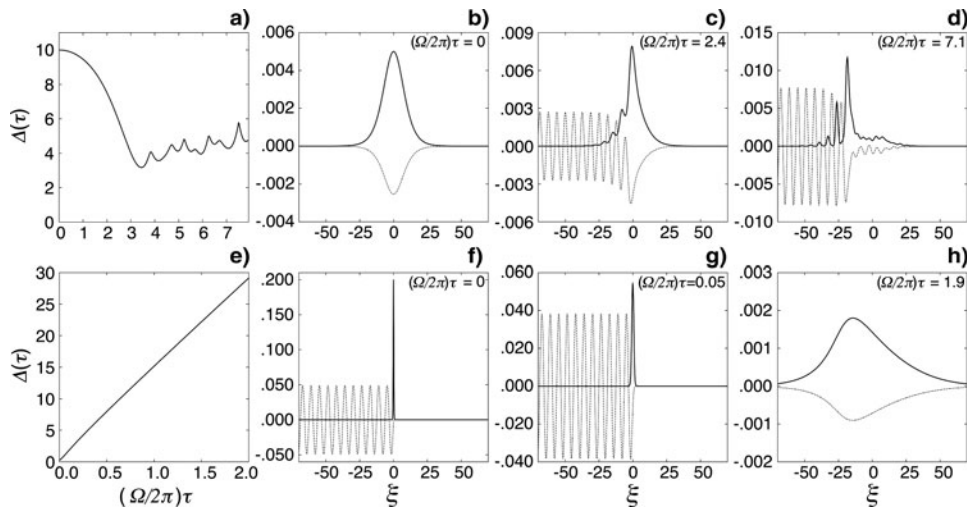 a)
Δ(τ)
10
8
6
4
2
0
0 1 2 3 4 5 6 7
b)
(Ω/2π)τ = 0
.006
.004
.002
.000
-.002
-.004
-50 -25 0 25 50
c)
(Ω/2π)τ = 2.4
.009
.006
.003
.000
-.003
-.006
-50 -25 0 25 50
d)
(Ω/2π)τ = 7.1
.015
.010
.005
.000
-.005
-.010
-50 -25 0 25 50
e)
Δ(τ)
30
25
20
15
10
5
0
0.0 0.5 1.0 1.5 2.0
(Ω/2π)τ
f)
(Ω/2π)τ = 0
.200
.150
.100
.050
.000
-.050
-50 -25 0 25 50
ξ
g)
(Ω/2π)τ=0.05
.060
.040
.020
.000
-.020
-.040
-50 -25 0 25 50
ξ
h)
(Ω/2π)τ = 1.9
.003
.002
.001
.000
-.001
-.002
-50 -25 0 25 50
ξ